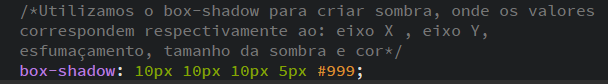 /*Utilizamos o box-shadow para criar sombra, onde os valores
correspondem respectivamente ao: eixo X , eixo Y,
esfumaçamento, tamanho da sombra e cor*/
box-shadow: 10px 10px 10px 5px #999;